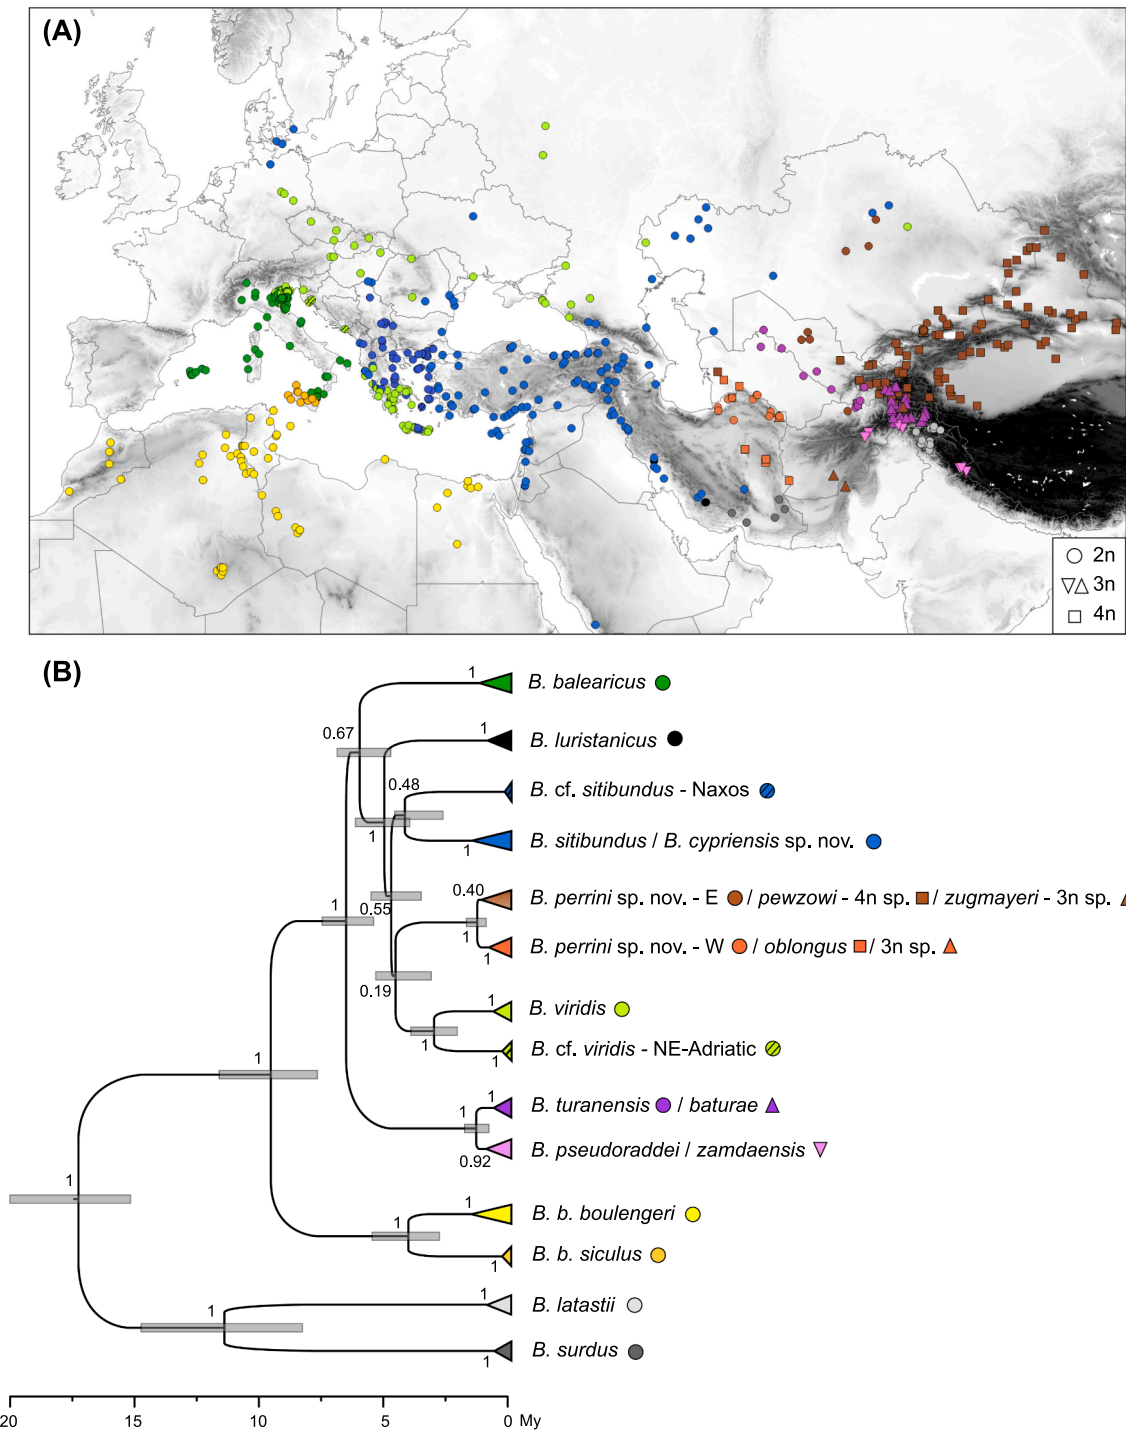 (A)
2n
3n
4n
(B)
1
B. balearicus
0.67
1
B. luristanicus
0.48
B. cf. sitibundus - Naxos
1
1
B. sitibundus / B. cypriensis sp. nov.
0.40
B. perrini sp. nov. - E / pewzowi - 4n sp. / zugmayeri - 3n sp.
1
0.55
1
1
B. perrini sp. nov. - W / oblongus / 3n sp.
0.19
1
B. viridis
1
1
B. cf. viridis - NE-Adriatic
1
1
1
B. turanensis / baturae
0.92
B. pseudoraddei / zamdaensis
1
1
1
B. b. boulengeri
1
B. b. siculus
1
1
B. latastii
1
B. surdus
20 15 10 5 0 My